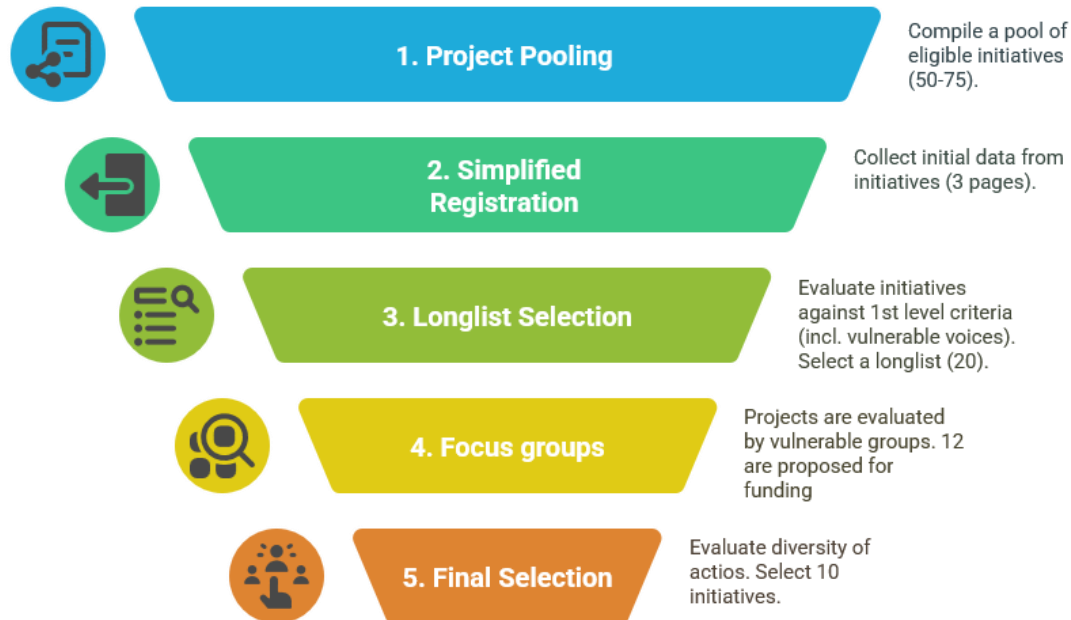 1. Project Pooling
Compile a pool of
eligible initiatives
(50-75).
2. Simplified
Registration
Collect initial data from
initiatives (3 pages).
3. Longlist Selection
Evaluate initiatives
against 1st level criteria
(incl. vulnerable voices).
Select a longlist (20).
4. Focus groups
Projects are evaluated
by vulnerable groups. 12
are proposed for
funding
5. Final Selection
Evaluate diversity of
actios. Select 10
initiatives.